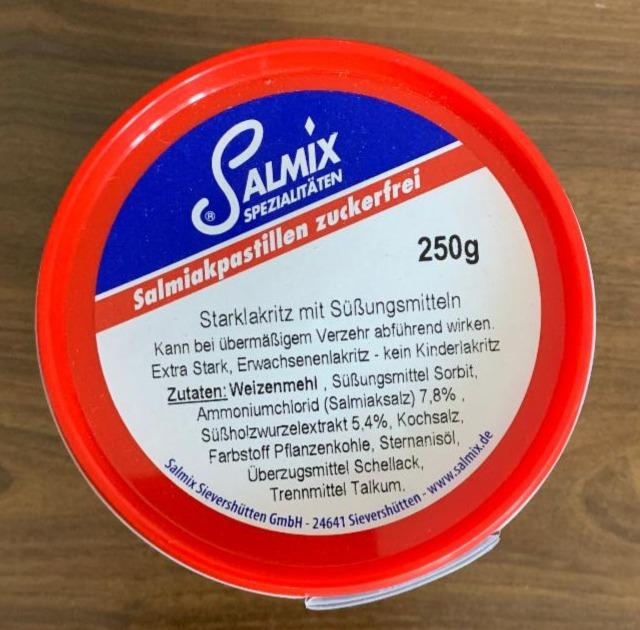 SALMIX
® SPEZIALITÄTEN
Salmiakpastillen zuckerfrei
250g
Starklakritz mit Süßungsmitteln
Kann bei übermäßigem Verzehr abführend wirken.
Extra Stark, Erwachsenenlakritz - kein Kinderlakritz
Zutaten: Weizenmehl , Süßungsmittel Sorbit,
Ammoniumchlorid (Salmiaksalz) 7,8% ,
Süßholzwurzelextrakt 5,4%, Kochsalz,
Farbstoff Pflanzenkohle, Sternanisöl,
Überzugsmittel Schellack,
Trennmittel Talkum.
Salmix Sievershütten GmbH - 24641 Sievershütten - www.salmix.de